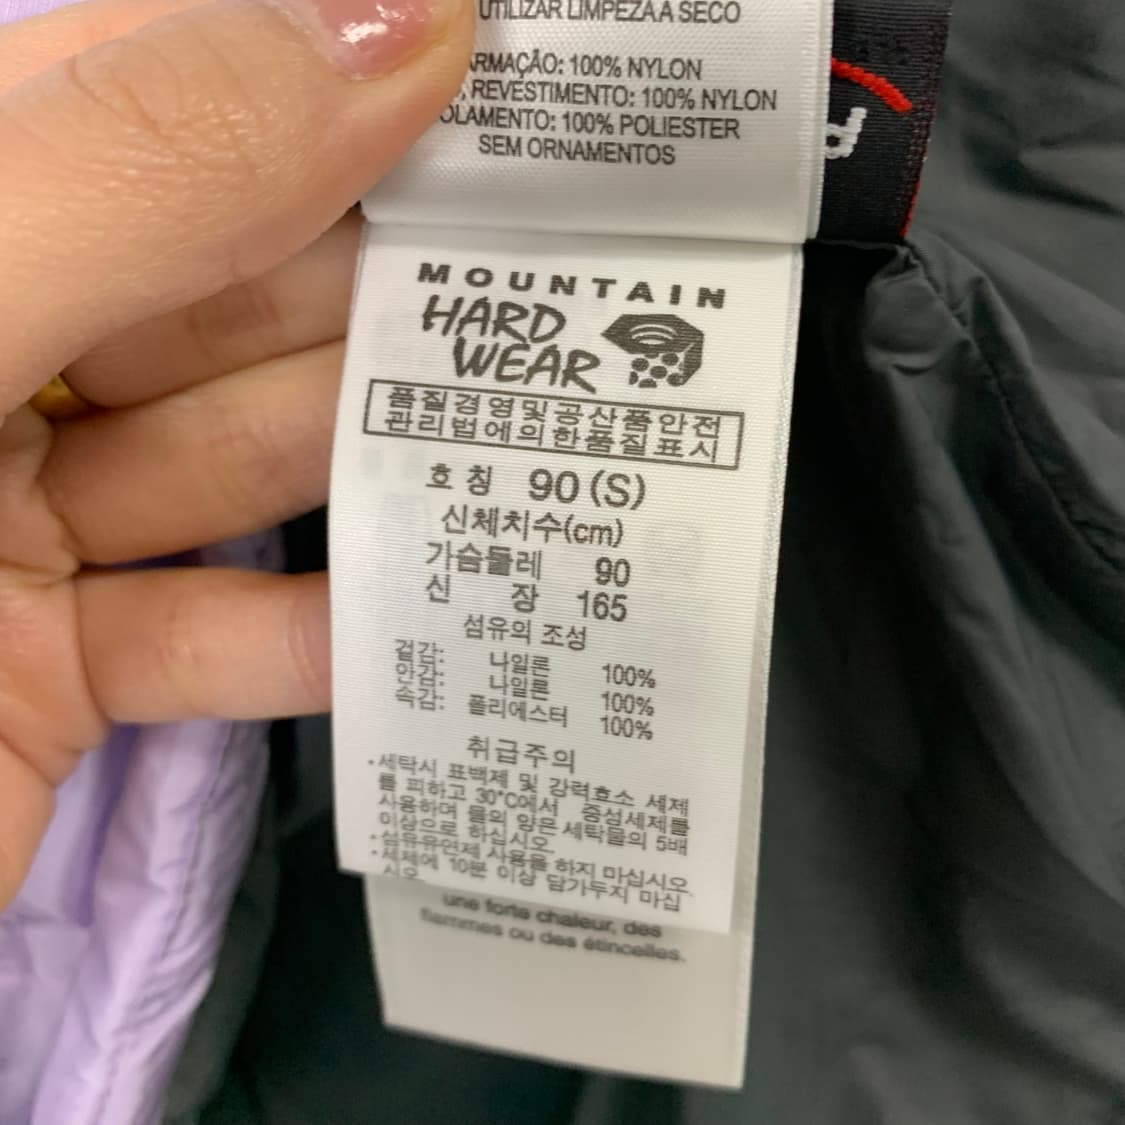 UTILIZAR LIMPEZA A SECO
RMAÇÃO: 100% NYLON
REVESTIMENTO: 100% NYLON
OLAMENTO: 100% POLIESTER
SEM ORNAMENTOS
d
MOUNTAIN
HARD
WEAR
품질경영및공산품안전
관리법에의한품질표시
호칭 90 (S)
신체치수(cm)
가슴둘레 90
신 장 165
섬유의 조성
겉감: 나일론 100%
안감: 나일론 100%
속감: 폴리에스터 100%
취급주의
·세탁시 표백제 및 강력효소 세제
를 피하고 30°C에서 중성세제를
사용하며 물의 양은 세탁물의 5배
이상으로 하십시오.
·섬유유연제 사용을 하지 마십시오.
·세제에 10분 이상 담가두지 마십
시오
une forte chaleur, des
flammes ou des étincelles.